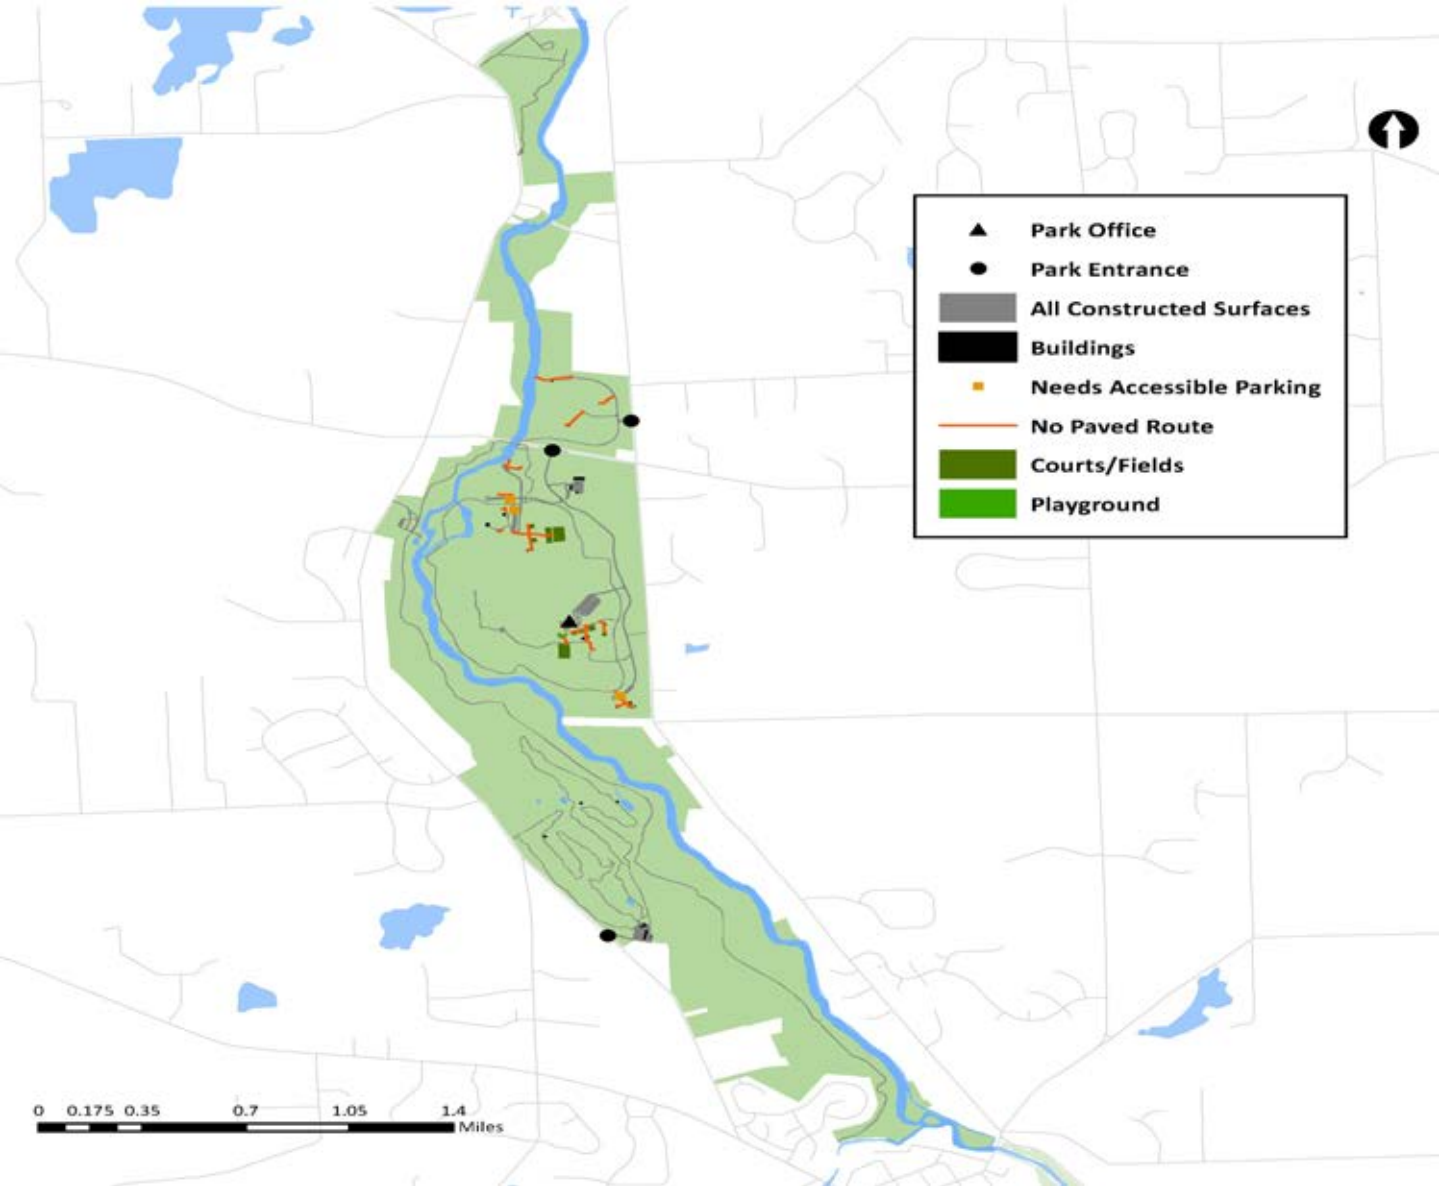 Park Office
Park Entrance
All Constructed Surfaces
Buildings
Needs Accessible Parking
No Paved Route
Courts/Fields
Playground
0 0.175 0.35 0.7 1.05 1.4
Miles